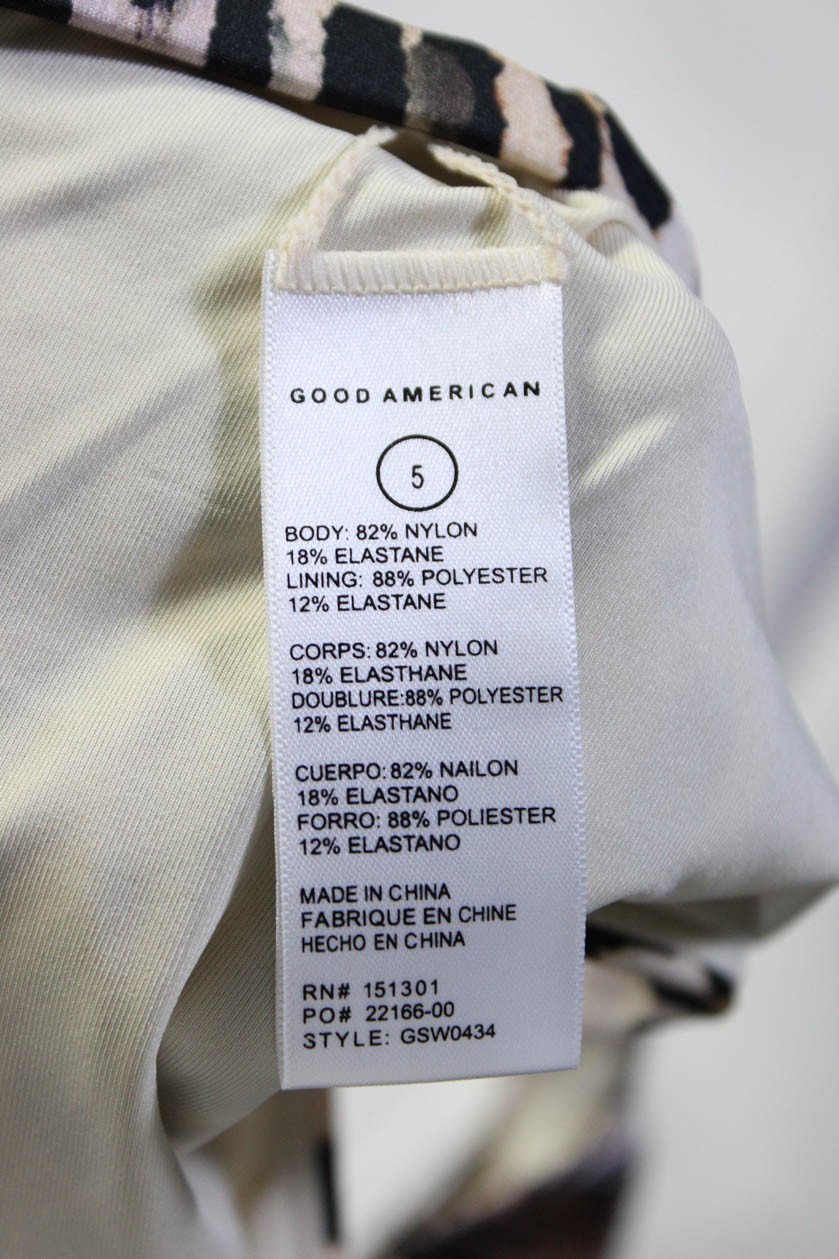 GOOD AMERICAN
5
BODY: 82% NYLON
18% ELASTANE
LINING: 88% POLYESTER
12% ELASTANE
CORPS: 82% NYLON
18% ELASTHANE
DOUBLURE:88% POLYESTER
12% ELASTHANE
CUERPO: 82% NAILON
18% ELASTANO
FORRO: 88% POLIESTER
12% ELASTANO
MADE IN CHINA
FABRIQUE EN CHINE
HECHO EN CHINA
RN# 151301
PO# 22166-00
STYLE: GSW0434